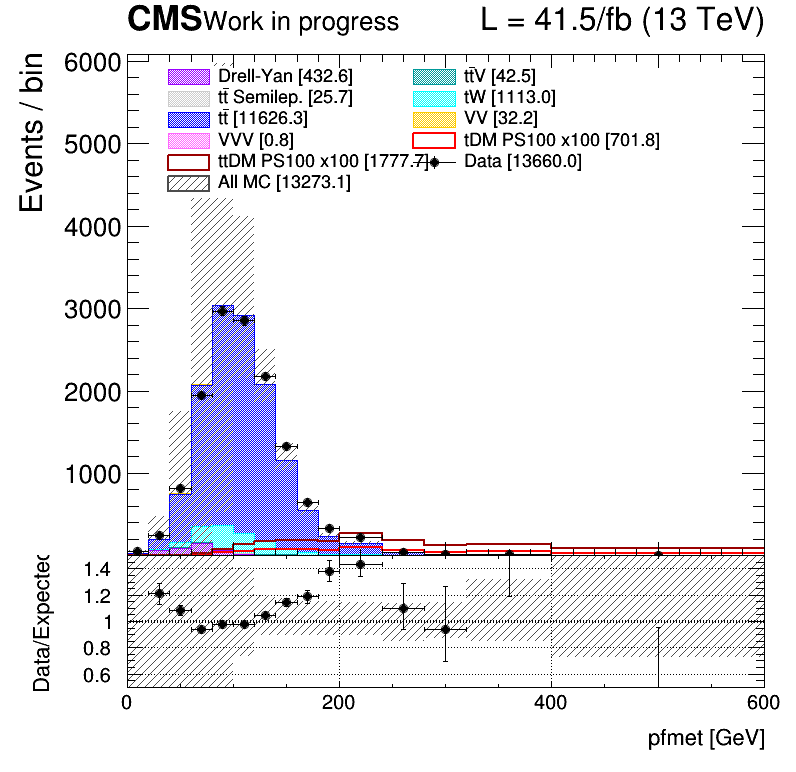 CMS Work in progress L = 41.5/fb (13 TeV)
Events / bin
6000
5000
4000
3000
2000
1000
Drell-Yan [432.6] tt̄V [42.5]
tt̄ Semilep. [25.7] tW [1113.0]
tt̄ [11626.3] VV [32.2]
VVV [0.8] tDM PS100 x100 [701.8]
ttDM PS100 x100 [1777.7] Data [13660.0]
All MC [13273.1]
Data/Expected
1.4
1.2
1
0.8
0.6
0 200 400 600
pfmet [GeV]